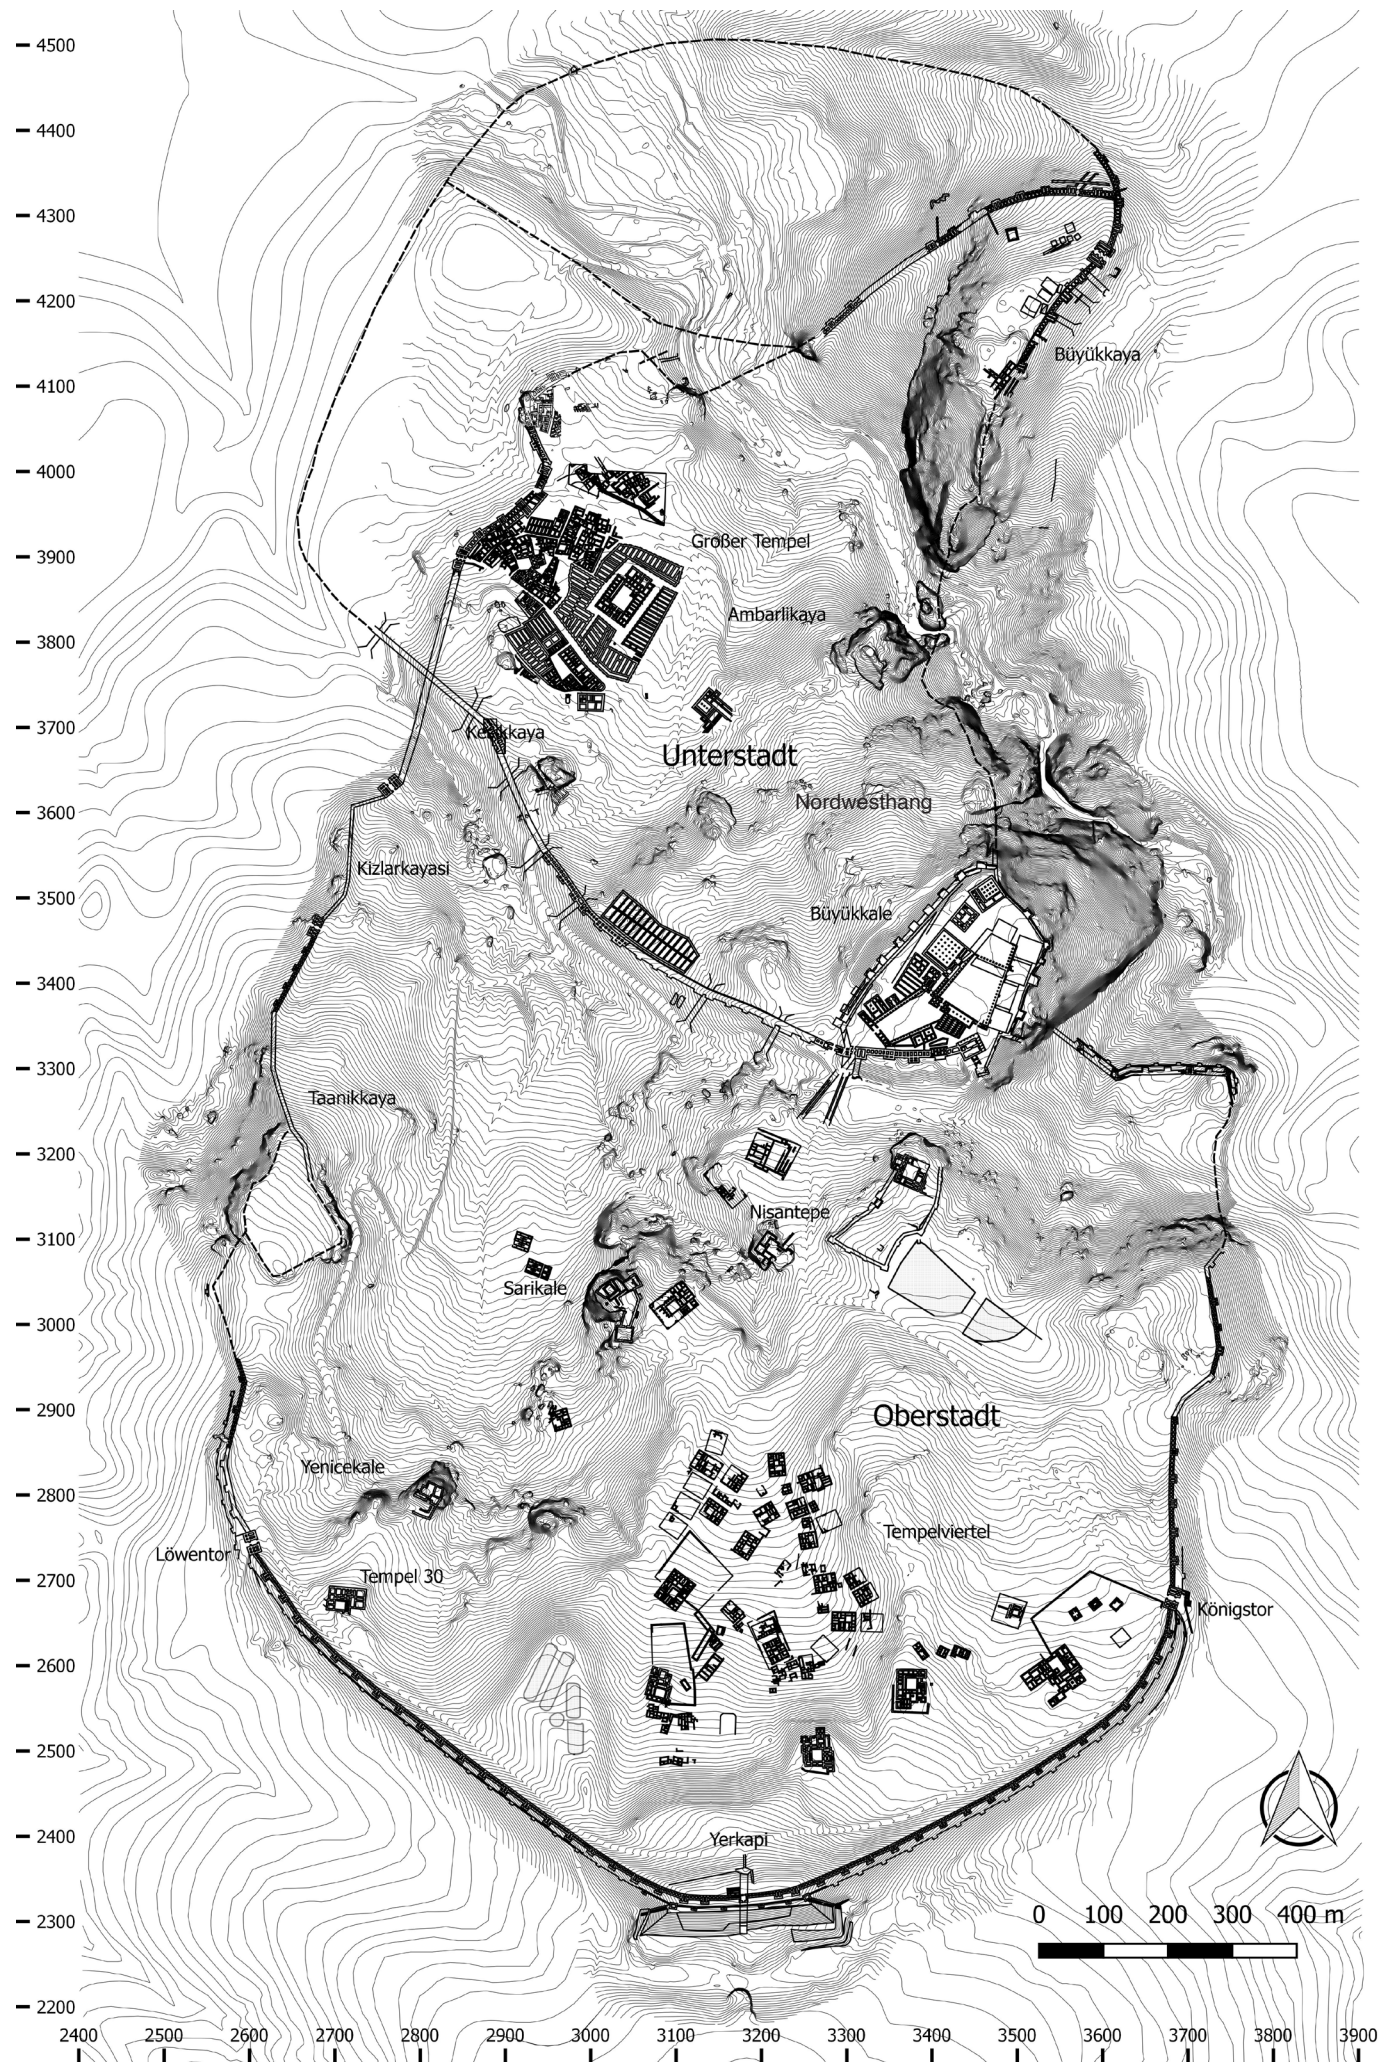 4500
4400
4300
4200
Büyükkaya
4100
4000
Großer Tempel
3900
Ambarlikaya
3800
3700
Kesikkaya
Unterstadt
Nordwesthang
3600
Kizlarkayasi
3500
Büyükkale
3400
3300
Taanikkaya
3200
Nisantepe
3100
Sarikale
3000
2900
Oberstadt
Yenicekale
2800
Tempelviertel
Löwentor
2700
Tempel 30
Königstor
2600
2500
2400
Yerkapi
2300
0 100 200 300 400 m
2200
2400 2500 2600 2700 2800 2900 3000 3100 3200 3300 3400 3500 3600 3700 3800 3900